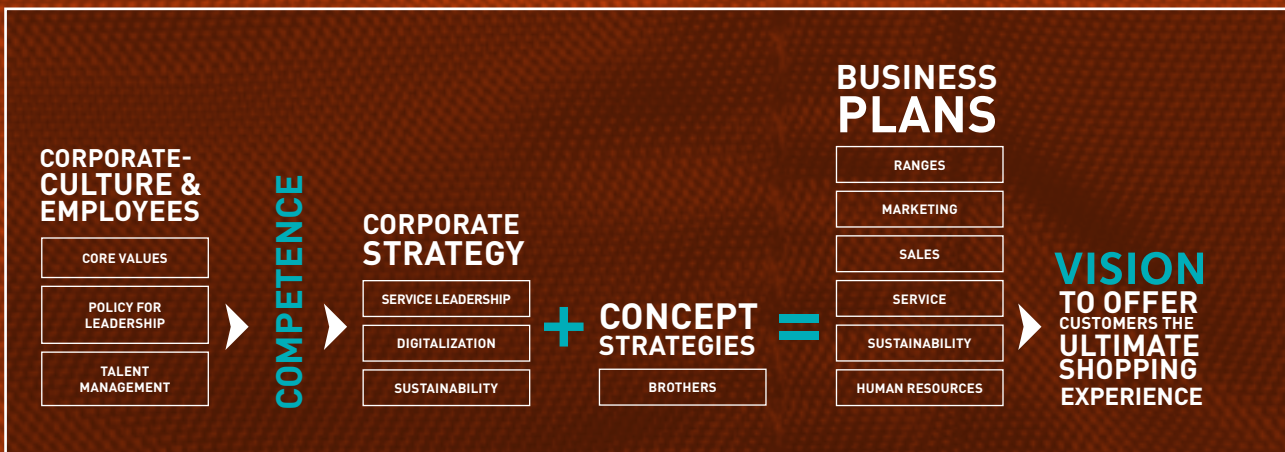 CORPORATE-
CULTURE &
EMPLOYEES
CORE VALUES
POLICY FOR
LEADERSHIP
TALENT
MANAGEMENT
COMPETENCE
CORPORATE
STRATEGY
SERVICE LEADERSHIP
DIGITALIZATION
SUSTAINABILITY
+
CONCEPT
STRATEGIES
BROTHERS
=
BUSINESS
PLANS
RANGES
MARKETING
SALES
SERVICE
SUSTAINABILITY
HUMAN RESOURCES
VISION
TO OFFER
CUSTOMERS THE
ULTIMATE
SHOPPING
EXPERIENCE